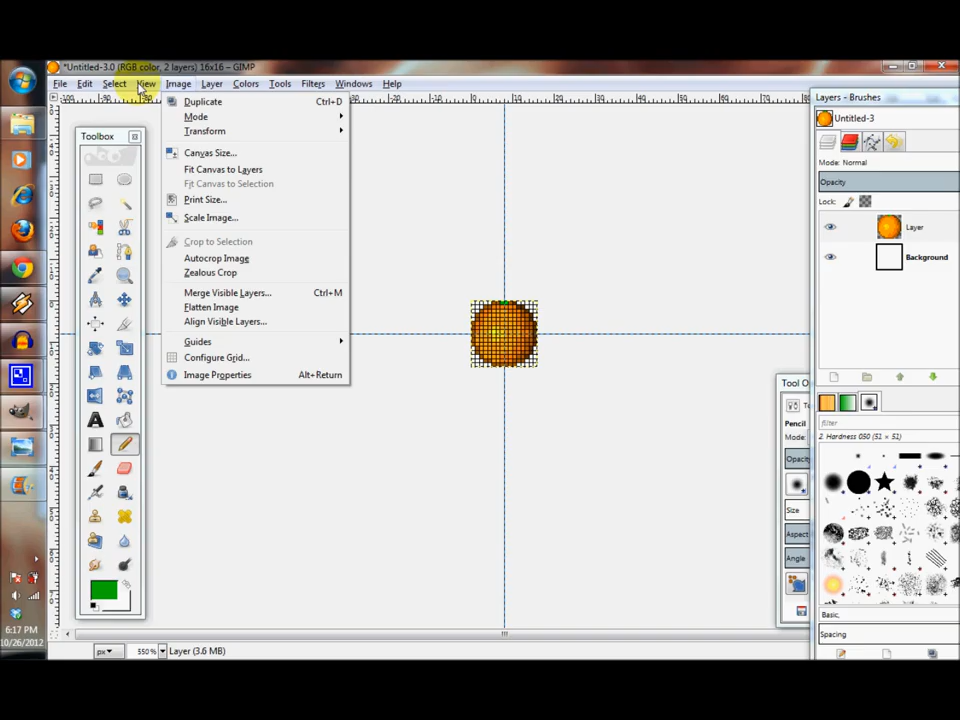 *Untitled-3.0 (RGB color, 2 layers) 16x16 – GIMP
File Edit Select View Image Layer Colors Tools Filters Windows Help
Duplicate Ctrl+D
Mode
Transform
Canvas Size...
Fit Canvas to Layers
Fit Canvas to Selection
Print Size...
Scale Image...
Crop to Selection
Autocrop Image
Zealous Crop
Merge Visible Layers... Ctrl+M
Flatten Image
Align Visible Layers...
Guides
Configure Grid...
Image Properties Alt+Return
Toolbox
Layers - Brushes
Untitled-3
Mode: Normal
Opacity
Lock:
Layer
Background
filter
2. Hardness 050 (51 × 51)
Basic,
Spacing
Tool O
Pencil
Mode:
Opacity
Size
Aspect
Angle
px 550% Layer (3.6 MB)
6:17 PM
10/26/2012